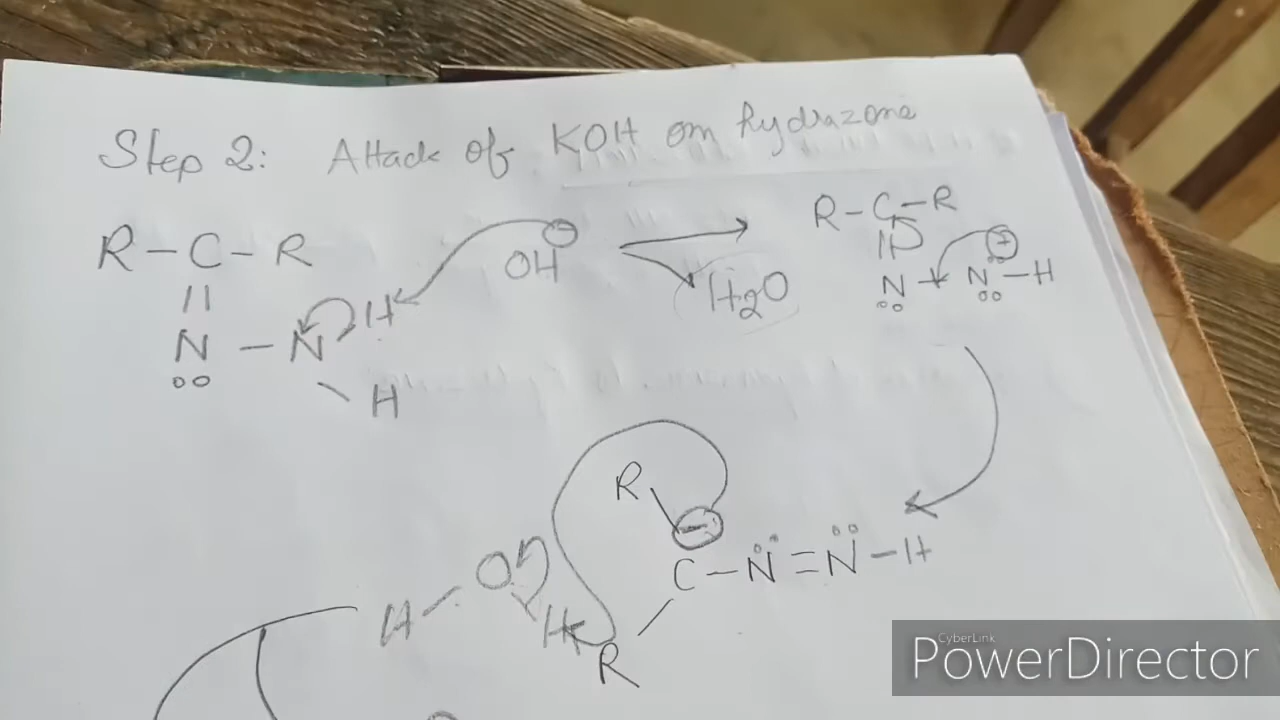 Step 2: Attack of KOH on hydrazone
R - C - R
||
N - N
H
H
OH ⊖
H2O
R - C - R
||
N - N - H
⊕
R
⊖
C - N = N - H
R
H - O
H
CyberLink
PowerDirector